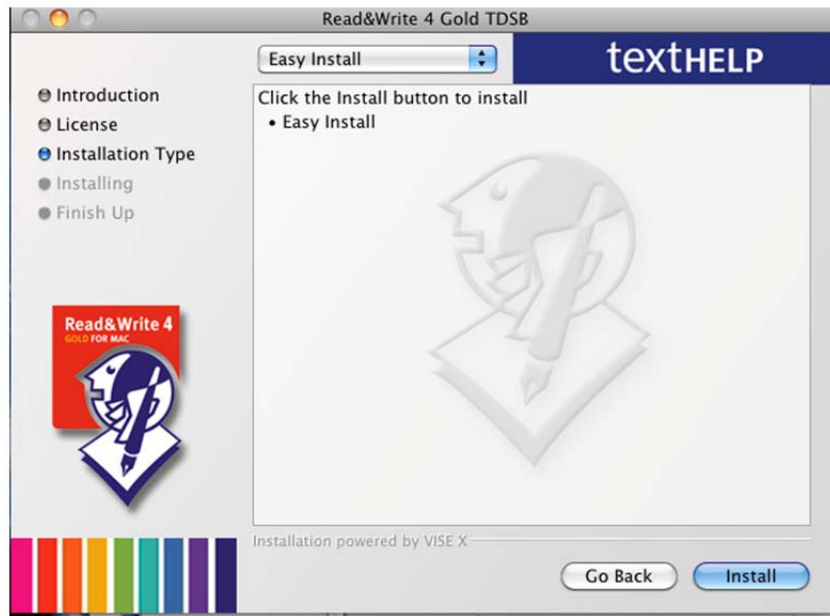 Read&Write 4 Gold TDSB
Easy Install
textHELP
Introduction
License
Installation Type
Installing
Finish Up
Click the Install button to install
• Easy Install
Read&Write 4
GOLD FOR MAC
Installation powered by VISE X
Go Back
Install